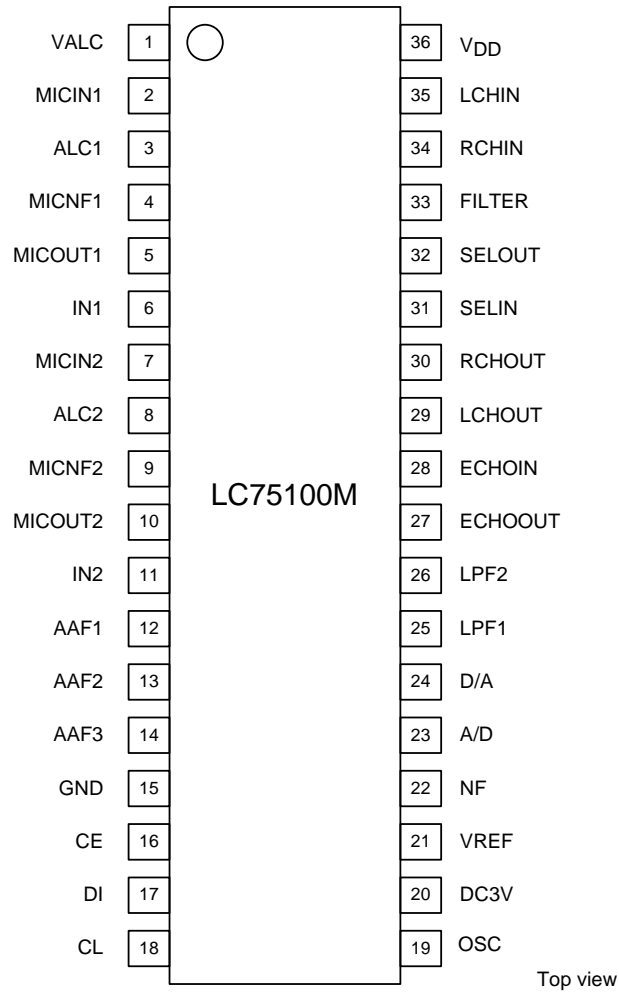 VALC 1 36 VDD
MICIN1 2 35 LCHIN
ALC1 3 34 RCHIN
MICNF1 4 33 FILTER
MICOUT1 5 32 SELOUT
IN1 6 31 SELIN
MICIN2 7 30 RCHOUT
ALC2 8 29 LCHOUT
MICNF2 9 28 ECHOIN
LC75100M
MICOUT2 10 27 ECHOOUT
IN2 11 26 LPF2
AAF1 12 25 LPF1
AAF2 13 24 D/A
AAF3 14 23 A/D
GND 15 22 NF
CE 16 21 VREF
DI 17 20 DC3V
CL 18 19 OSC
Top view